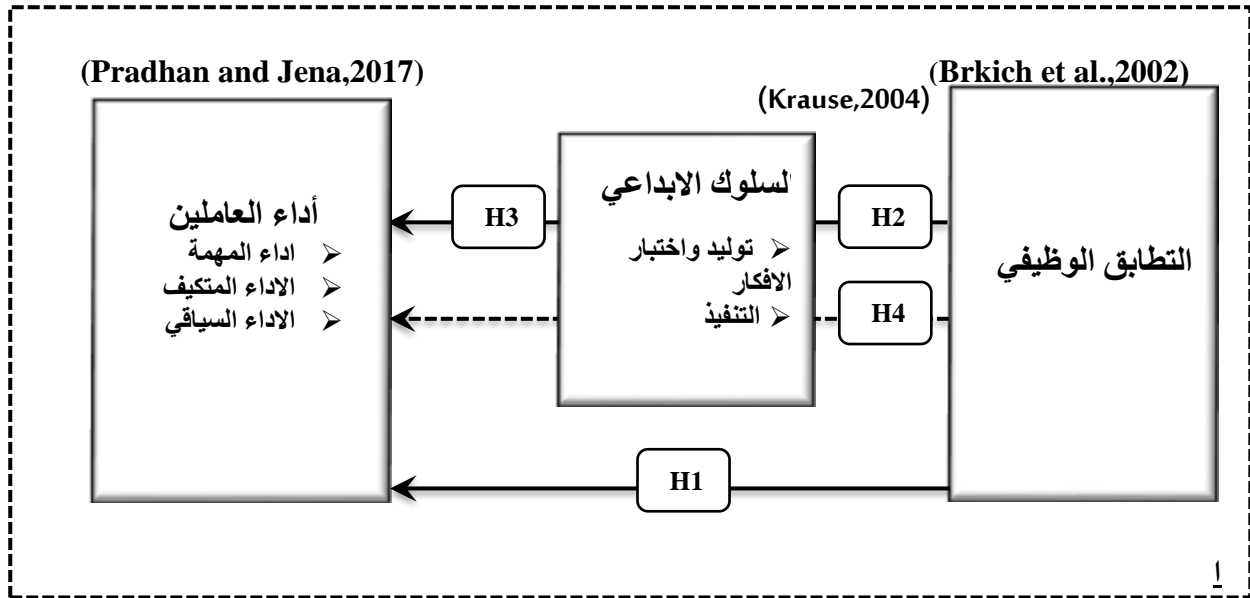 (Brkich et al.,2002)
التطابق الوظيفي
(Krause,2004)
السلوك الابداعي
⮚ توليد واختبار
الافكار
⮚ التنفيذ
(Pradhan and Jena,2017)
أداء العاملين
⮚ اداء المهمة
⮚ الاداء المتكيف
⮚ الاداء السياقي
H2
H3
H4
H1
ا